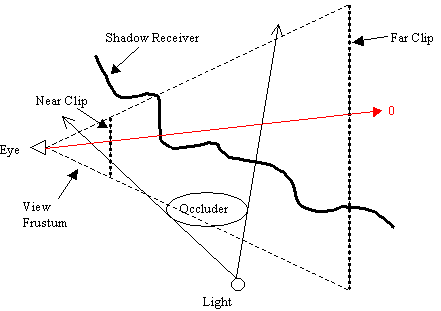 Shadow Receiver
Far Clip
Near Clip
0
Eye
View
Frustum
Occluder
Light